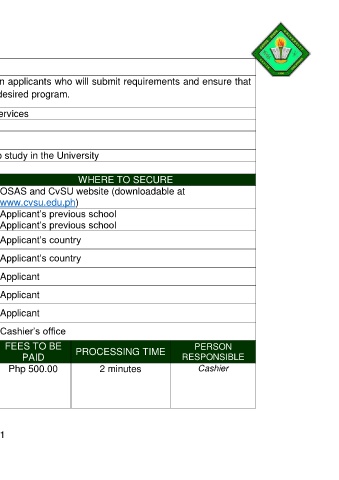 n applicants who will submit requirements and ensure that
desired program.
ervices
o study in the University
WHERE TO SECURE
OSAS and CvSU website (downloadable at
www.cvsu.edu.ph)
Applicant's previous school
Applicant's previous school
Applicant's country
Applicant's country
Applicant
Applicant
Applicant
Cashier's office
FEES TO BE PAID PROCESSING TIME PERSON RESPONSIBLE
Php 500.00 2 minutes Cashier
1